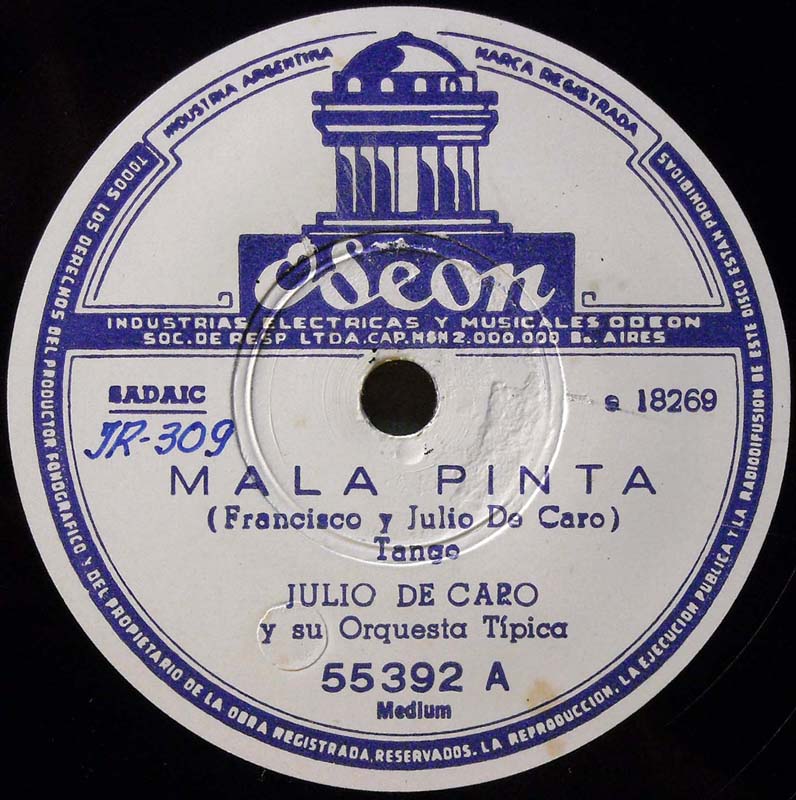 INDUSTRIA ARGENTINA
MARCA REGISTRADA
TODOS LOS DERECHOS DEL PRODUCTOR FONOGRAFICO Y DEL PROPIETARIO DE LA OBRA REGISTRADA, RESERVADOS. LA REPRODUCCION, LA EJECUCION PUBLICA Y LA RADIODIFUSION DE ESTE DISCO ESTAN PROHIBIDAS
Odeon
INDUSTRIAS ELECTRICAS Y MUSICALES ODEON
SOC. DE RESP LTDA. CAP. M$N 2.000.000 Bs. AIRES
SADAIC
e 18269
JR-309
MALA PINTA
(Francisco y Julio De Caro)
Tango
JULIO DE CARO
y su Orquesta Típica
55392 A
Medium